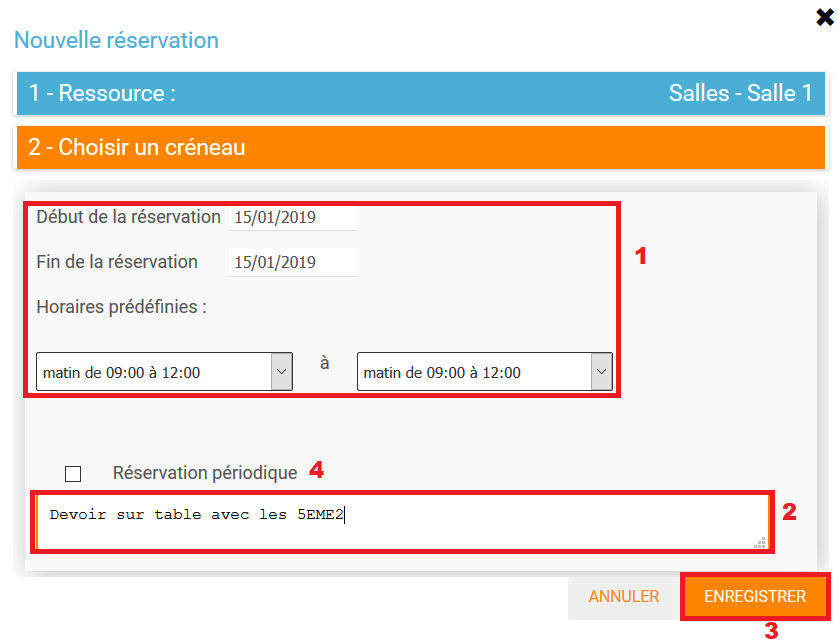 ✖
Nouvelle réservation
1 - Ressource : Salles - Salle 1
2 - Choisir un créneau
Début de la réservation 15/01/2019
1
Fin de la réservation 15/01/2019
Horaires prédéfinies :
matin de 09:00 à 12:00 à matin de 09:00 à 12:00
Réservation périodique 4
Devoir sur table avec les 5EME2
2
ANNULER ENREGISTRER
3